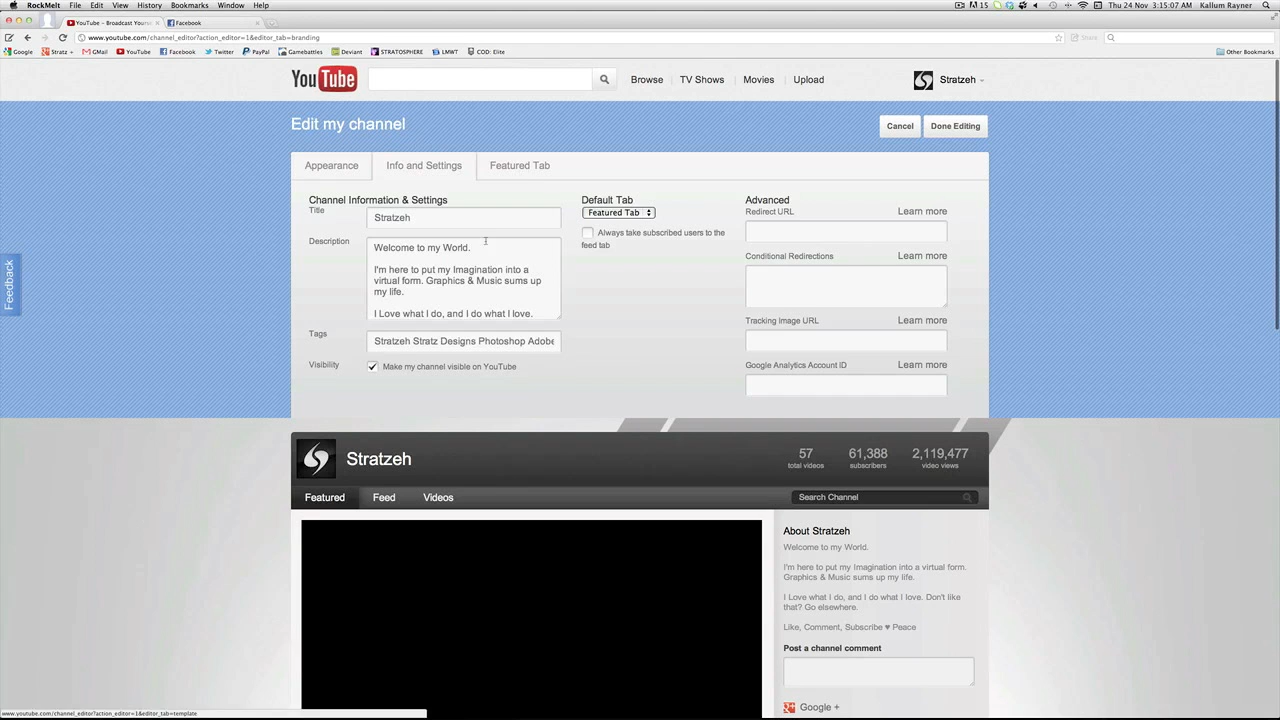 RockMelt File Edit View History Bookmarks Window Help
15 Thu 24 Nov 3:15:07 AM Kallum Rayner
YouTube – Broadcast Yourse
Facebook
www.youtube.com/channel_editor?action_editor=1&editor_tab=branding
Share
Google Stratz + GMail YouTube Facebook Twitter PayPal Gamebattles Deviant STRATOSPHERE LMWT COD: Elite Other Bookmarks
YouTube Browse TV Shows Movies Upload Stratzeh
Edit my channel
Cancel Done Editing
Appearance Info and Settings Featured Tab
Channel Information & Settings
Title Stratzeh
Description Welcome to my World.
I'm here to put my Imagination into a
virtual form. Graphics & Music sums up
my life.
I Love what I do, and I do what I love.
Tags Stratzeh Stratz Designs Photoshop Adobe
Visibility Make my channel visible on YouTube
Default Tab
Featured Tab
Always take subscribed users to the
feed tab
Advanced
Redirect URL Learn more
Conditional Redirections Learn more
Tracking Image URL Learn more
Google Analytics Account ID Learn more
Feedback
Stratzeh
57 61,388 2,119,477
total videos subscribers video views
Featured Feed Videos Search Channel
About Stratzeh
Welcome to my World.
I'm here to put my Imagination into a virtual form.
Graphics & Music sums up my life.
I Love what I do, and I do what I love. Don't like
that? Go elsewhere.
Like, Comment, Subscribe ♥ Peace
Post a channel comment
Google +
www.youtube.com/channel_editor?action_editor=1&editor_tab=template